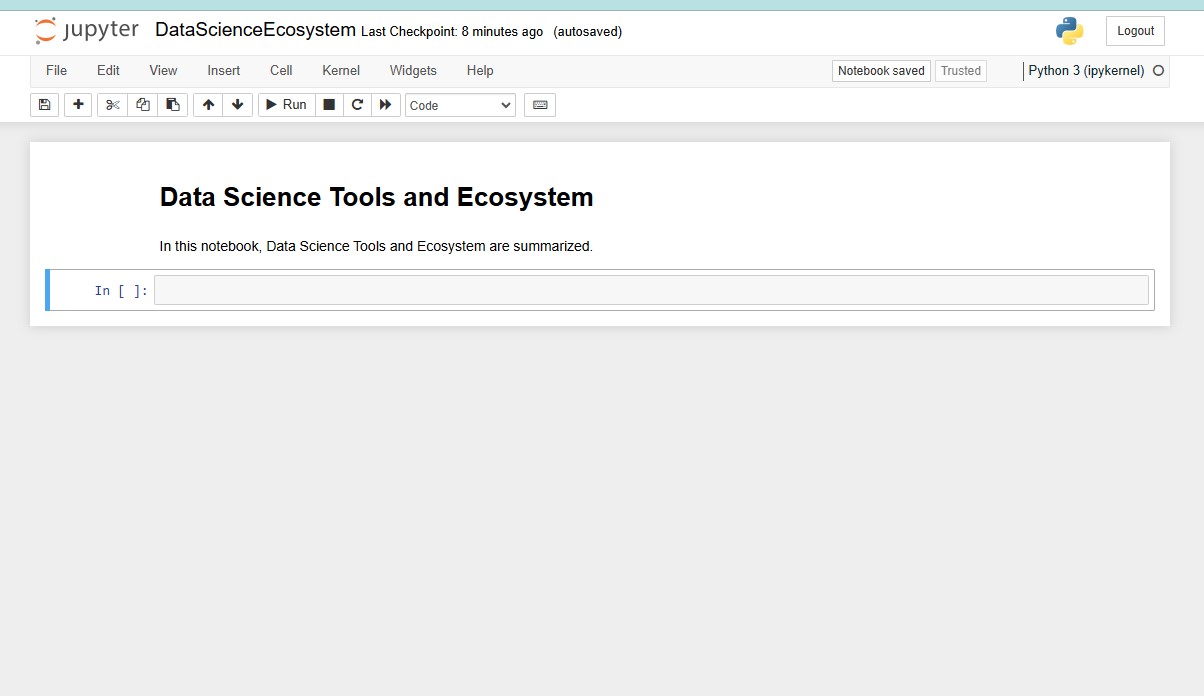 jupyter DataScienceEcosystem Last Checkpoint: 8 minutes ago (autosaved) Logout
File Edit View Insert Cell Kernel Widgets Help Notebook saved Trusted Python 3 (ipykernel)
Run Code
Data Science Tools and Ecosystem
In this notebook, Data Science Tools and Ecosystem are summarized.
In [ ]: